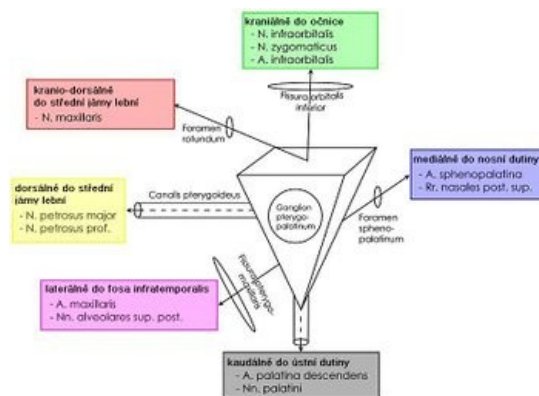 kraniálně do očnice
- N. infraorbitalis
- N. zygomaticus
- A. infraorbitalis
Fissura orbitalis
inferior
kranio-dorsálně
do střední jámy lební
- N. maxillaris
Foramen
rotundum
mediálně do nosní dutiny
- A. sphenopalatina
- Rr. nasales post. sup.
Foramen
spheno-
palatinum
dorsálně do střední
jámy lební
- N. petrosus major
- N. petrosus prof.
Canalis pterygoideus
Ganglion
pterygo-
palatinum
laterálně do fosa infratemporalis
- A. maxillaris
- Nn. alveolares sup. post.
Fissura pterygo-
maxillaris
kaudálně do ústní dutiny
- A. palatina descendens
- Nn. palatini